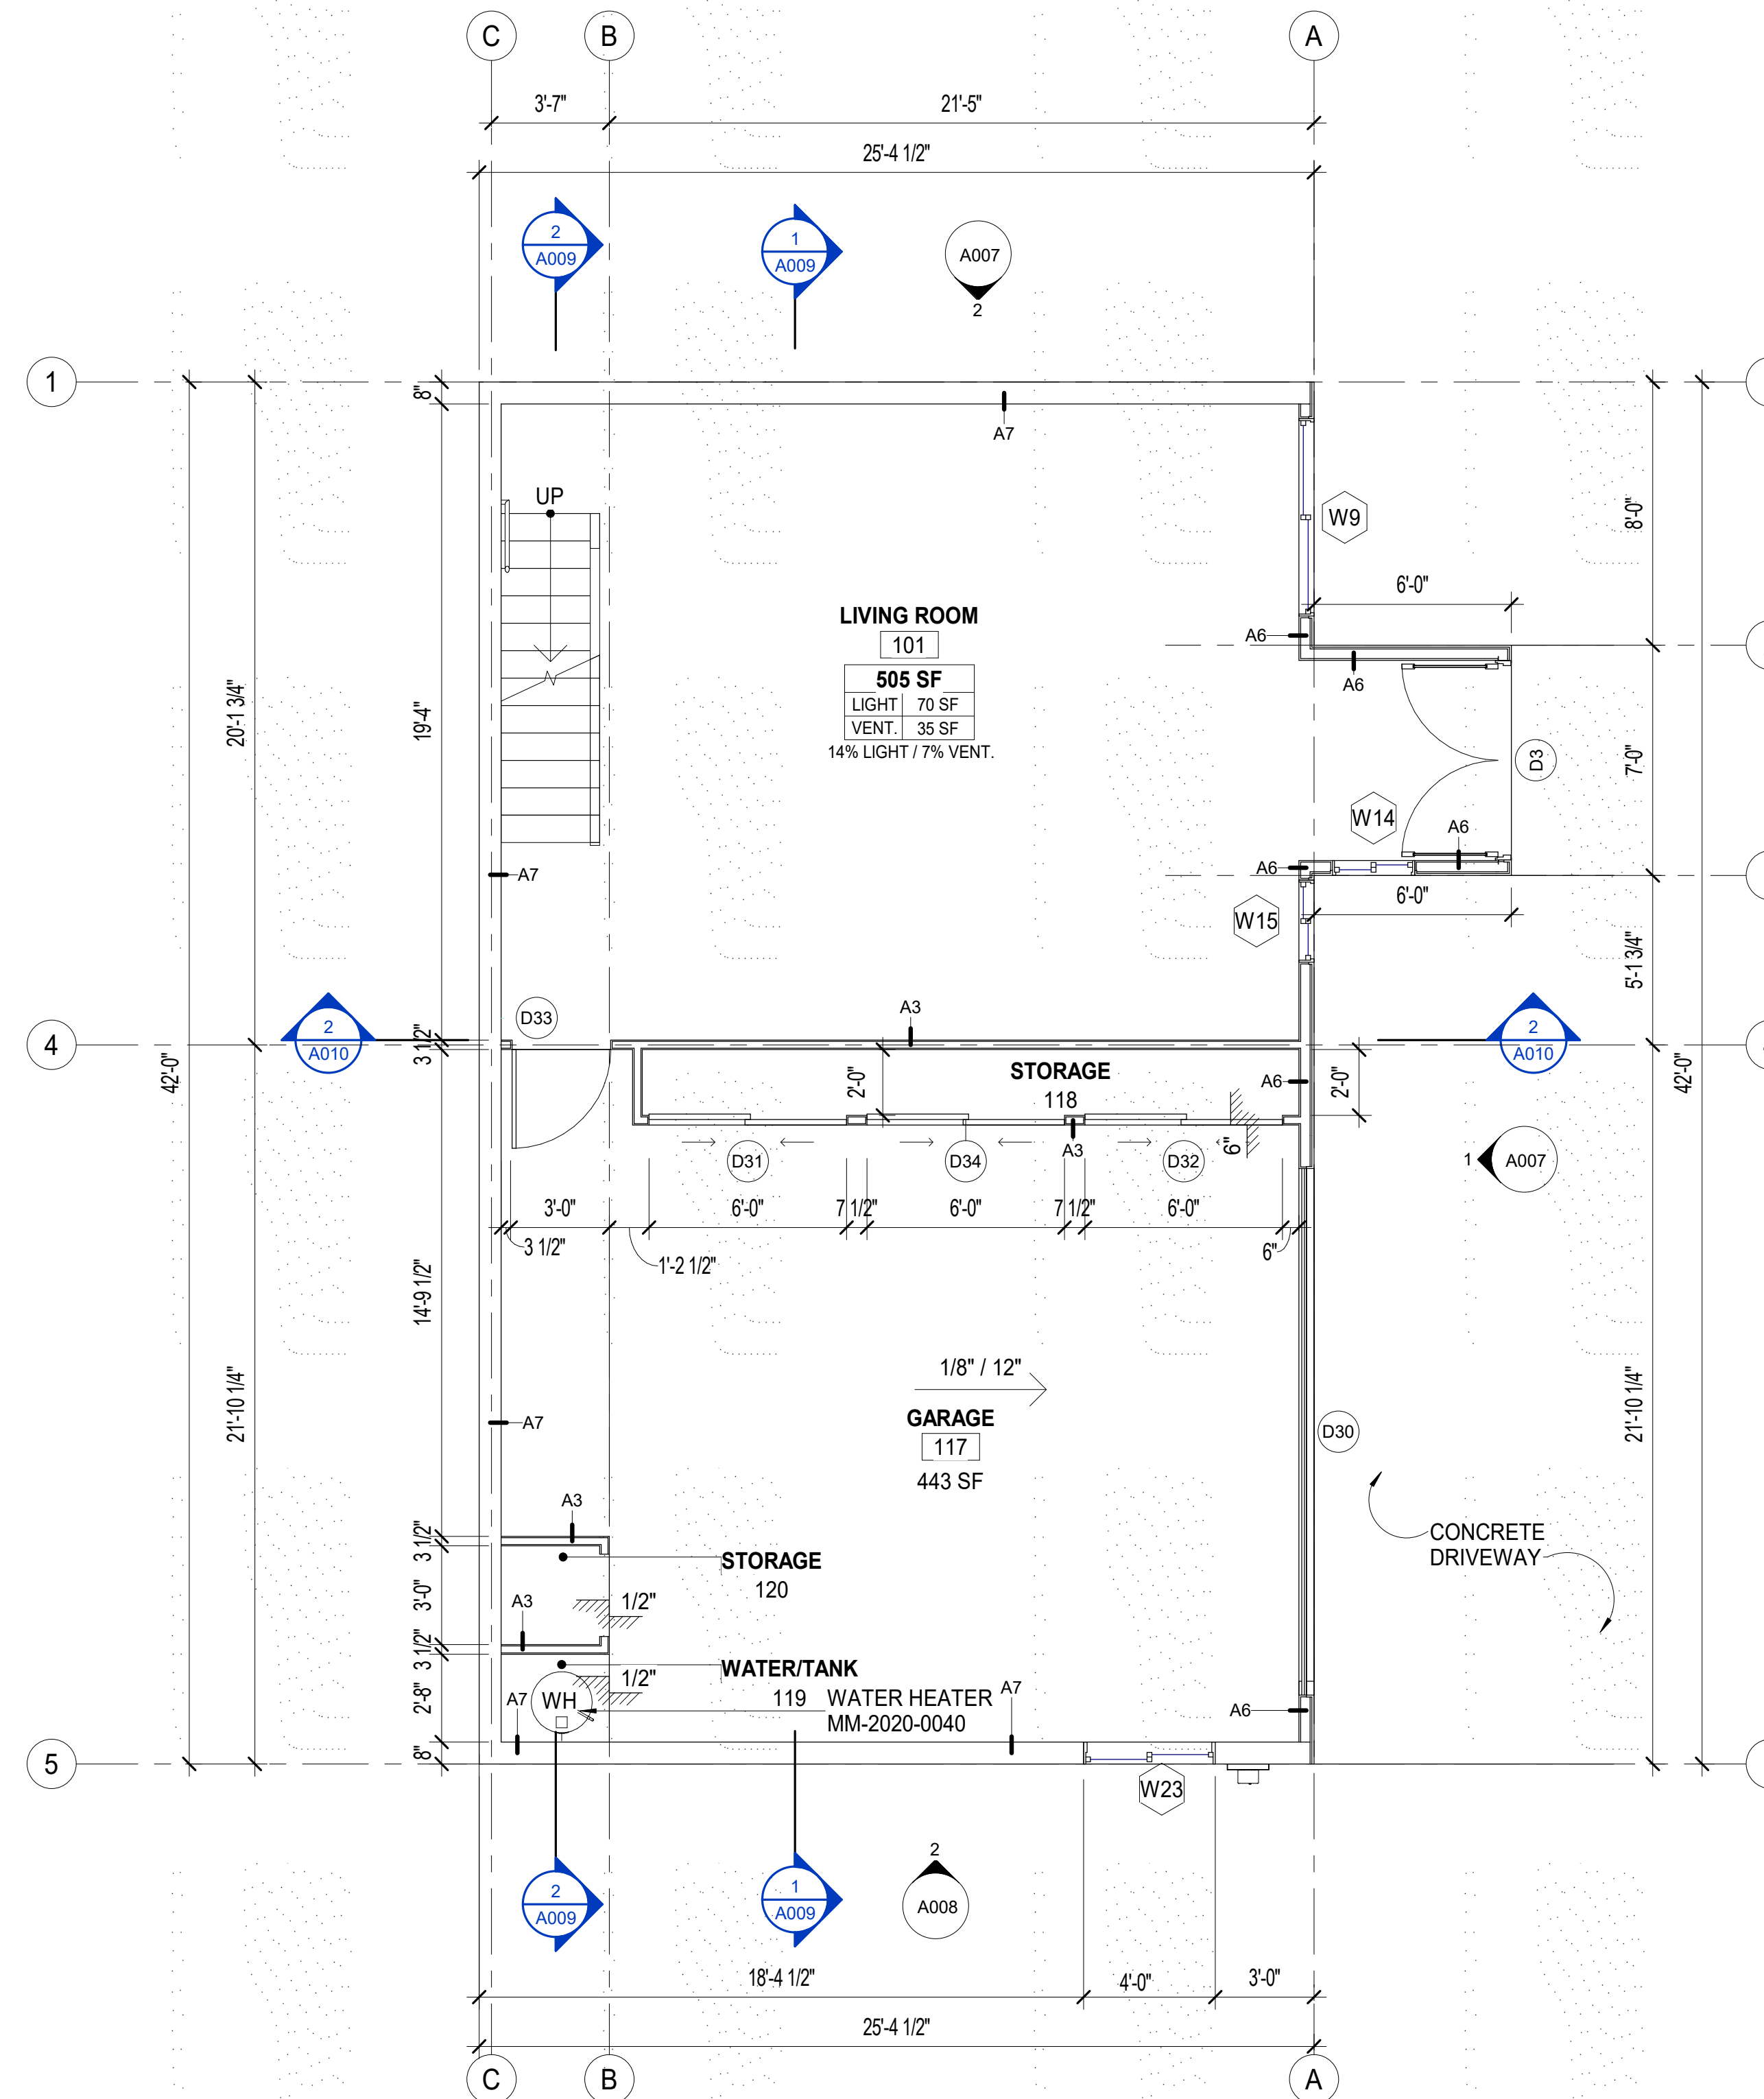 C
B
A
3'-7"
21'-5"
25'-4 1/2"
2
A009
1
A009
A007
2
1
8"
A7
UP
W9
8'-0"
6'-0"
LIVING ROOM
101
505 SF
LIGHT 70 SF
VENT. 35 SF
14% LIGHT / 7% VENT.
A6
A6
20'-1 3/4"
19'-4"
7'-0"
D3
W14
A6
A6
A7
6'-0"
W15
5'-1 3/4"
D33
A3
4
2
A010
3 1/2"
2
A010
42'-0"
2'-0"
STORAGE
118
A6
2'-0"
42'-0"
D31
D34
A3
D32
6"
1
A007
3'-0"
6'-0"
7 1/2"
6'-0"
7 1/2"
6'-0"
3 1/2"
1'-2 1/2"
6"
14'-9 1/2"
1/8" / 12"
21'-10 1/4"
21'-10 1/4"
GARAGE
117
443 SF
A7
D30
A3
3 1/2"
CONCRETE
DRIVEWAY
STORAGE
120
3'-0"
A3
1/2"
3 1/2"
WATER/TANK
119
1/2"
2'-8"
A7
WH
WATER HEATER
MM-2020-0040
A7
A6
8"
5
W23
2
A009
1
A009
2
A008
18'-4 1/2"
4'-0"
3'-0"
25'-4 1/2"
C
B
A